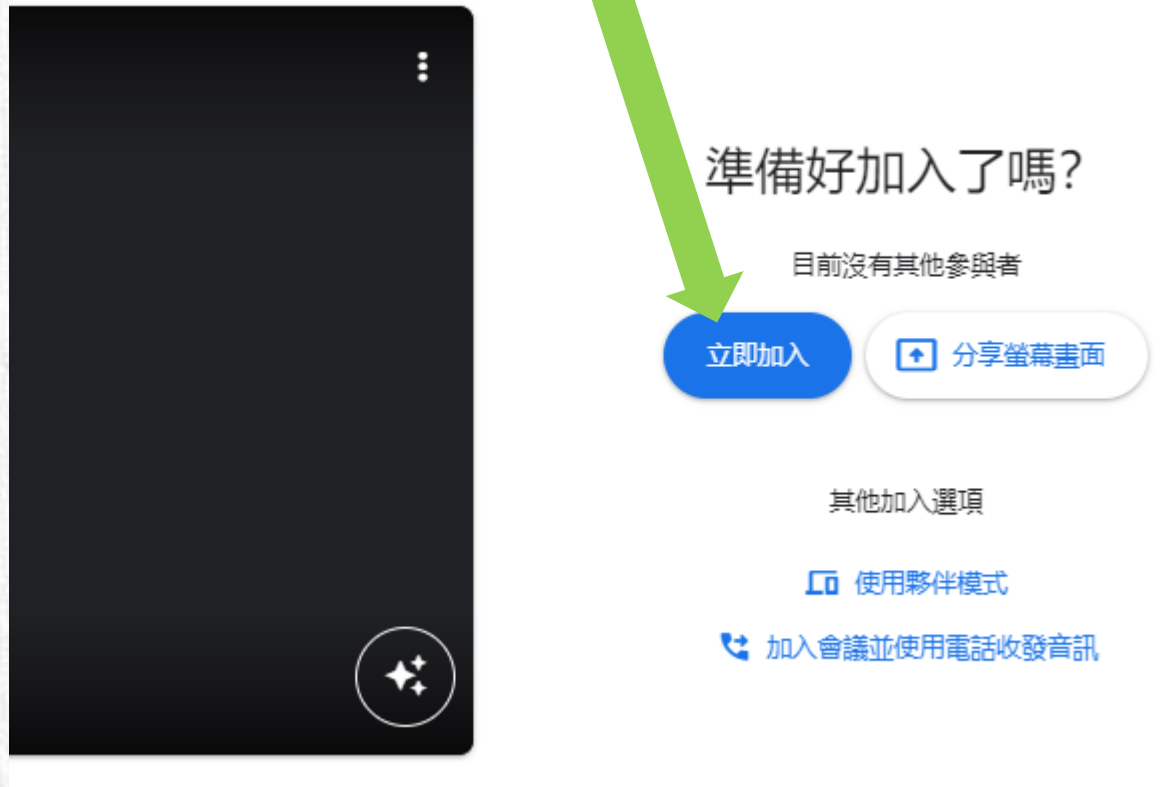 準備好加入了嗎?
目前沒有其他參與者
立即加入
分享螢幕畫面
其他加入選項
使用夥伴模式
加入會議並使用電話收發音訊